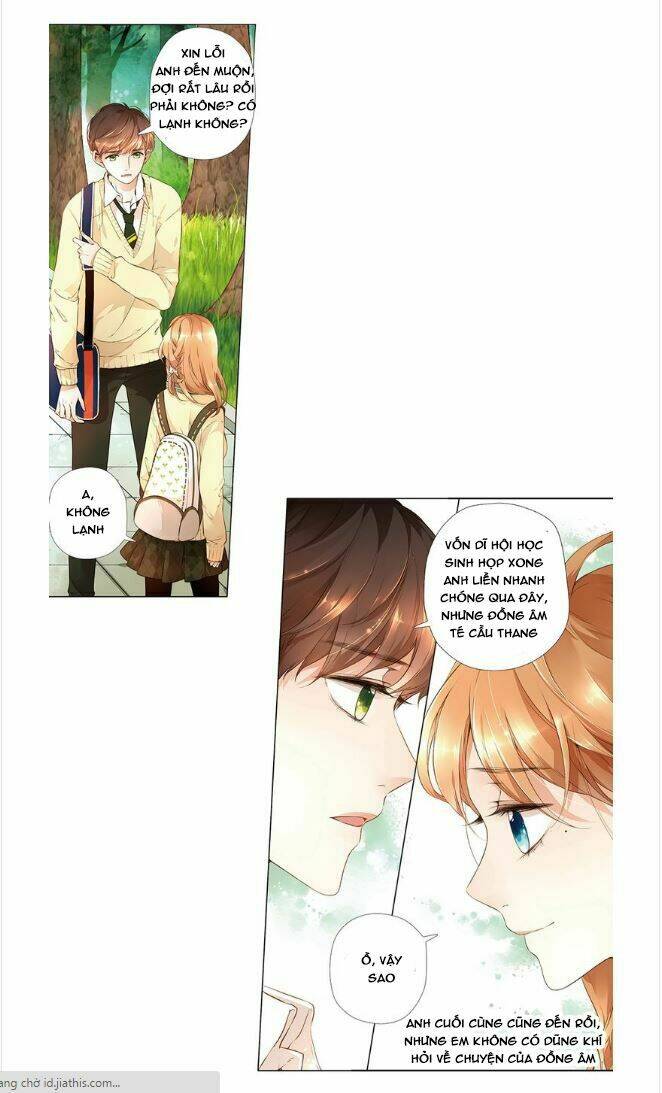 XIN LỖI
ANH ĐẾN MUỘN,
ĐỢI RẤT LÂU RỒI
PHẢI KHÔNG? CÓ
LẠNH KHÔNG?
A,
KHÔNG
LẠNH
VỐN DĨ HỘI HỌC
SINH HỌP XONG
ANH LIỀN NHANH
CHÓNG QUA ĐÂY,
NHƯNG ĐỒNG ÂM
TÉ CẦU THANG
Ồ, VẬY
SAO
ANH CUỐI CÙNG CŨNG ĐẾN RỒI,
NHƯNG EM KHÔNG CÓ DŨNG KHÍ
HỎI VỀ CHUYỆN CỦA ĐỒNG ÂM
ang chờ id.jiathis.com...